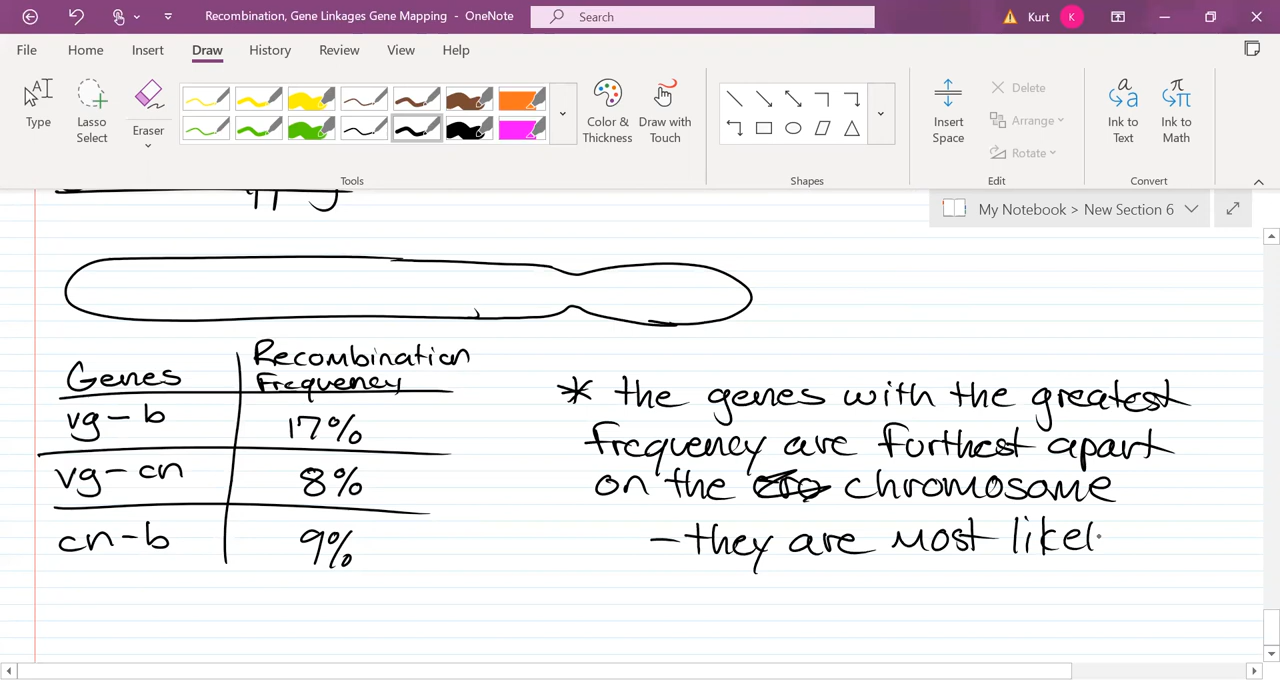 Recombination, Gene Linkages Gene Mapping - OneNote
Search
Kurt
K
File Home Insert Draw History Review View Help
Type
Lasso Select
Eraser
Color & Thickness
Draw with Touch
Insert Space
Delete
Arrange
Rotate
Ink to Text
Ink to Math
Tools
Shapes
Edit
Convert
My Notebook > New Section 6
Genes Recombination Frequency
vg-b 17%
vg-cn 8%
cn-b 9%
* the genes with the greatest
frequency are furthest apart
on the chromosome
- they are most likel